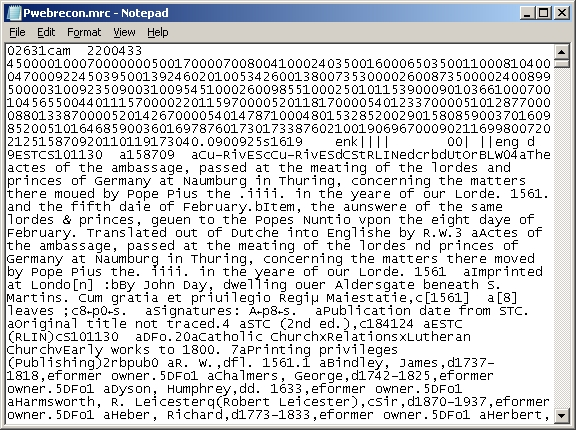 Pwebrecon.mrc - Notepad
File Edit Format View Help
02631cam  2200433
45000010007000000050017000070080041000240350016000650350011000810400
04700092245039500139246020100534260013800735300002600873500002400899
50000310092359090031009545410002600985510002501011539000901036610007 00
10456550044011157000022011597000052011817000054012337000051012877000
08801338700005201426700005401478710004801532852002901580859003701609
85200510164685900360169787601730173387602100190696700090211699800720
21251587092011019173040.0900925s1619      enk||||      00| ||eng d
9ESTCS101130  a158709  aCu-RivESccU-RivESdCStRLINedcrbdUtOrBLW04aThe
actes of the ambassage, passed at the meating of the lordes and
princes of Germany at Naumburg in Thuring, concerning the matters
there moued by Pope Pius the .iiii. in the yeare of our Lorde. 1561.
and the fifth daie of February.bItem, the aunswere of the same
lordes & princes, geuen to the Popes Nuntio vpon the eight daye of
February. Translated out of Dutche into Englishe by R.W.3 aActes of
the ambassage, passed at the meating of the lordes nd princes of
Germany at Naumburg in Thuring, concerning the matters there moved
by Pope Pius the. iiii. in the yeare of our Lorde. 1561  aImprinted
at Londo[n] :bBy John Day, dwelling ouer Aldersgate beneath S.
Martins. Cum gratia et priuilegio Regiµ Maiestatie,c[1561]  a[8]
leaves ;c8↔p0↔s.  aSignatures: A↔p8↔s.  aPublication date from STC.
aOriginal title not traced.4 aSTC (2nd ed.),c184124 aESTC
(RLIN)cS101130  aDFo.20aCatholic ChurchxRelationsxLutheran
ChurchvEarly works to 1800. 7aPrinting privileges
(Publishing)2rbpub0 aR. W.,dfl. 1561.1 aBindley, James,d1737-
1818,eformer owner.5DFo1 aChalmers, George,d1742-1825,eformer
owner.5DFo1 aDyson, Humphrey,dd. 1633,eformer owner.5DFo1
aHarmsworth, R. Leicesterq(Robert Leicester),cSir,d1870-1937,eformer
owner.5DFo1 aHeber, Richard,d1773-1833,eformer owner.5DFo1 aHerbert,